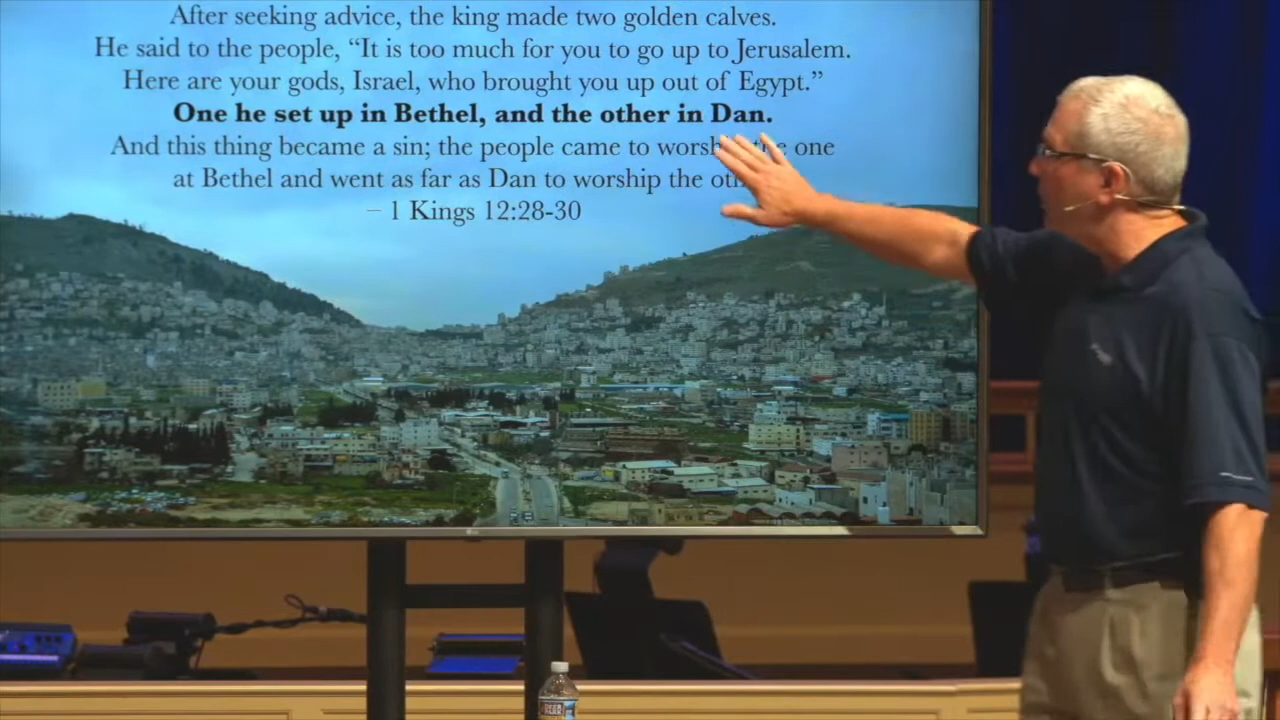 After seeking advice, the king made two golden calves.
He said to the people, “It is too much for you to go up to Jerusalem.
Here are your gods, Israel, who brought you up out of Egypt.”
One he set up in Bethel, and the other in Dan.
And this thing became a sin; the people came to one
at Bethel and went as far as Dan to worship the
– 1 Kings 12:28-30
DEER
PARK